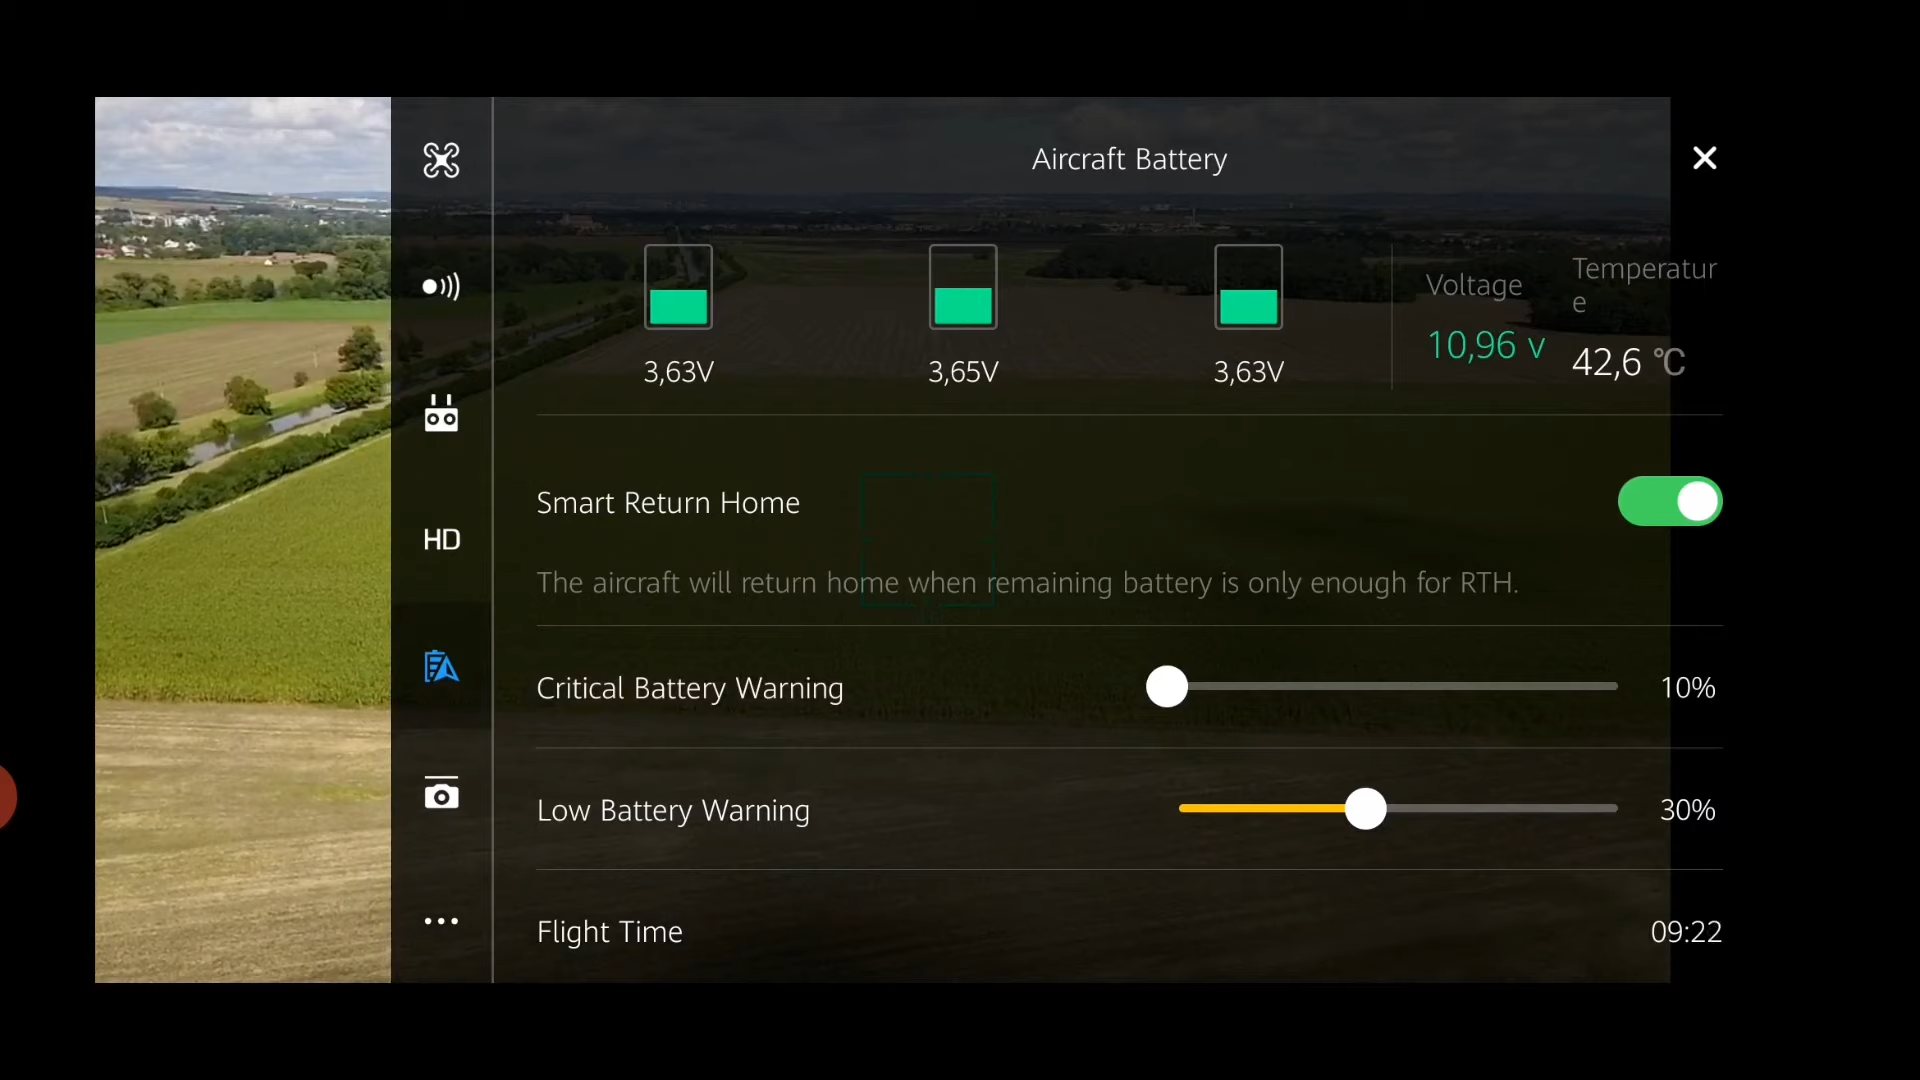 Aircraft Battery
Voltage
Temperatur
e
10,96 v
42,6 °C
3,63V
3,65V
3,63V
Smart Return Home
The aircraft will return home when remaining battery is only enough for RTH.
HD
Critical Battery Warning
10%
Low Battery Warning
30%
Flight Time
09:22